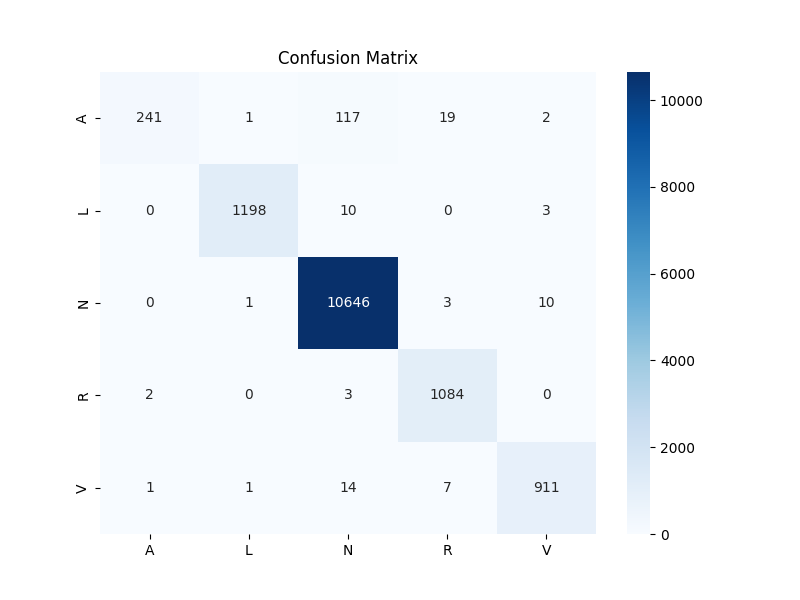 Confusion Matrix
A 241 1 117 19 2
L 0 1198 10 0 3
N 0 1 10646 3 10
R 2 0 3 1084 0
V 1 1 14 7 911
A L N R V
10000
8000
6000
4000
2000
0